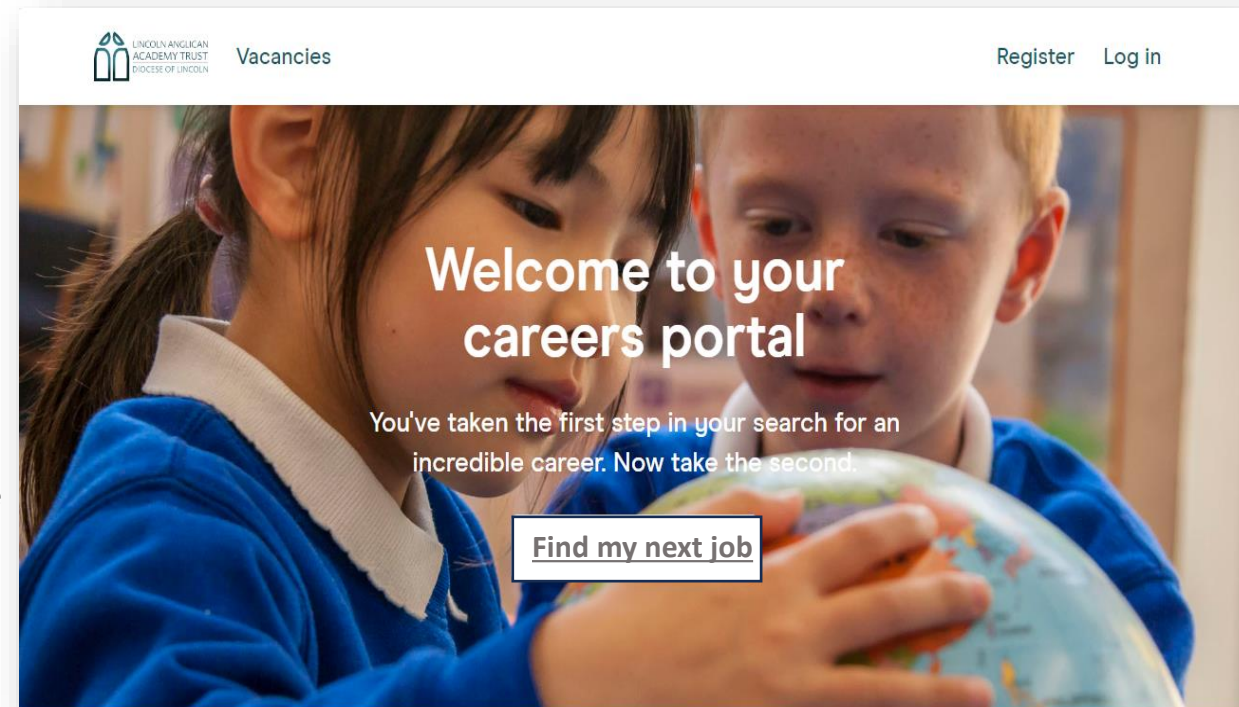 LINCOLN ANGLICAN
ACADEMY TRUST
DIOCESE OF LINCOLN
Vacancies
Register
Log in
Welcome to your
careers portal
You've taken the first step in your search for an
incredible career. Now take the second.
Find my next job